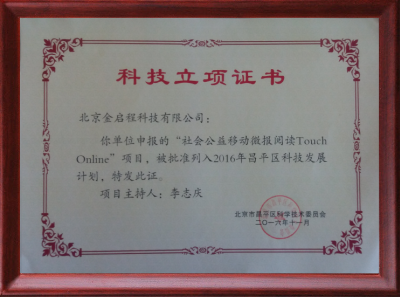 科技立项证书
北京金启程科技有限公司：
你单位申报的“社会公益移动微报阅读Touch
Online”项目，被批准列入2016年昌平区科技发展
计划，特发此证。
项目主持人：李志庆
北京市昌平区科学技术委员会
二〇一六年十一月